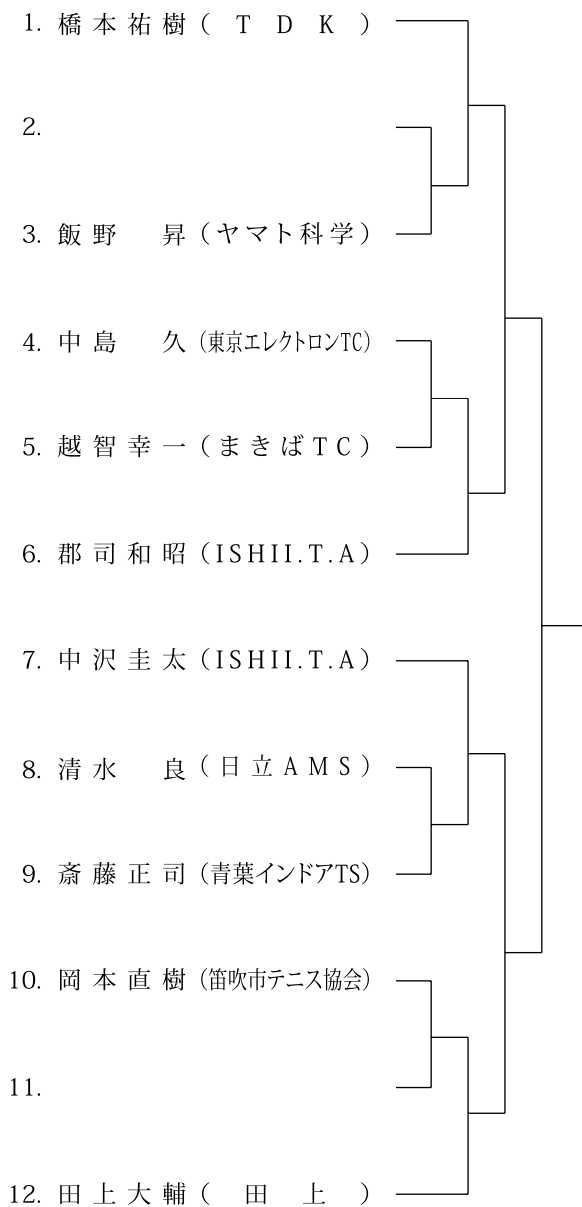 1. 橋本祐樹（TDK）
2.
3. 飯野 昇（ヤマト科学）
4. 中島 久（東京エレクトロンTC）
5. 越智幸一（まきばTC）
6. 郡司和昭（ISHII.T.A）
7. 中沢圭太（ISHII.T.A）
8. 清水 良（日立AMS）
9. 斎藤正司（青葉インドアTS）
10. 岡本直樹（笛吹市テニス協会）
11.
12. 田上大輔（田上）